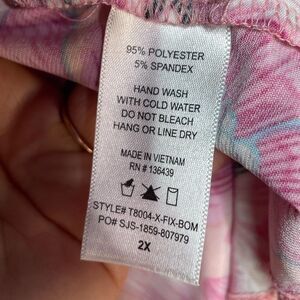 95% POLYESTER
5% SPANDEX
HAND WASH
WITH COLD WATER
DO NOT BLEACH
HANG OR LINE DRY
MADE IN VIETNAM
RN # 136439
STYLE# T8004-X-FIX-BOM
PO# SJS-1859-807979
2X